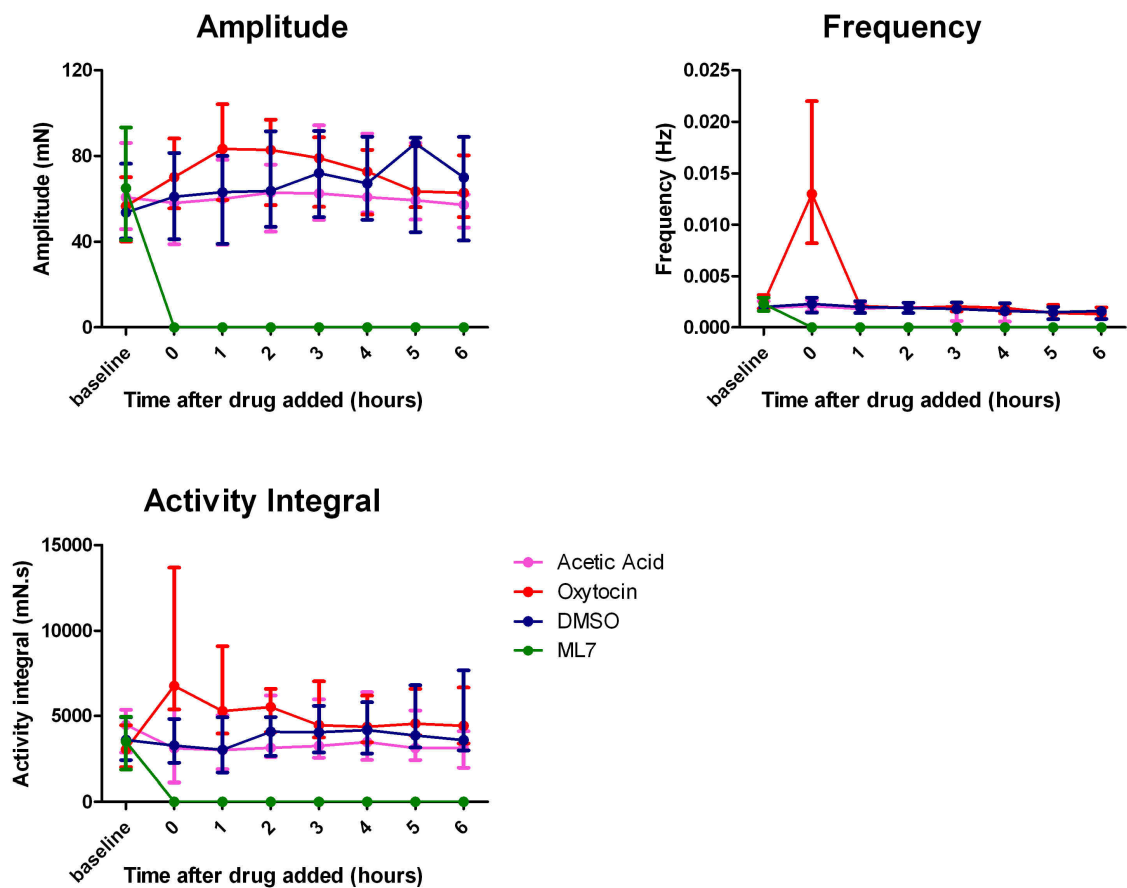 Amplitude
120
80
40
0
Amplitude (mN)
baseline
0
1
2
3
4
5
6
Time after drug added (hours)
Frequency
0.025
0.020
0.015
0.010
0.005
0.000
Frequency (Hz)
baseline
0
1
2
3
4
5
6
Time after drug added (hours)
Activity Integral
15000
10000
5000
0
Activity integral (mN.s)
baseline
0
1
2
3
4
5
6
Time after drug added (hours)
Acetic Acid
Oxytocin
DMSO
ML7